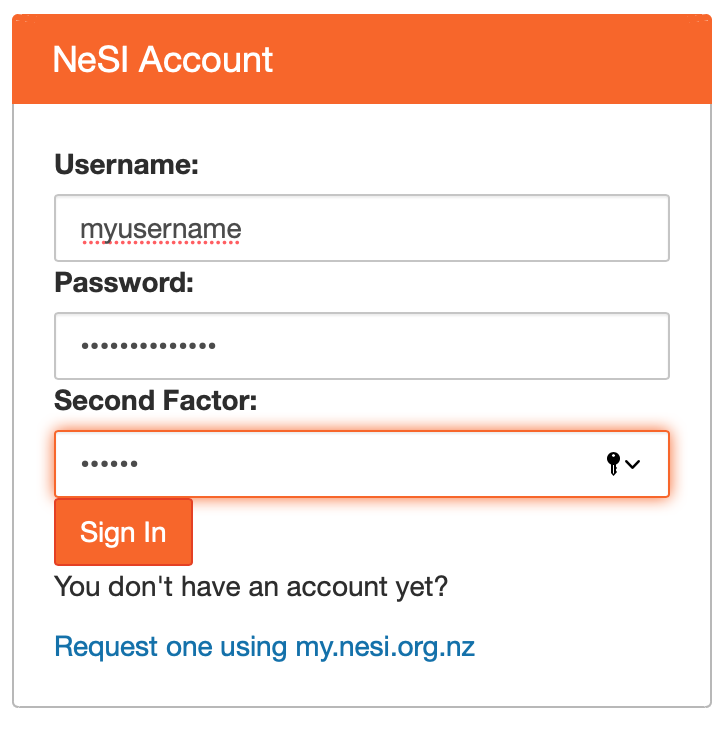 NeSI Account
Username:
myusername
Password:
••••••••••••••
Second Factor:
••••••
Sign In
You don't have an account yet?
Request one using my.nesi.org.nz